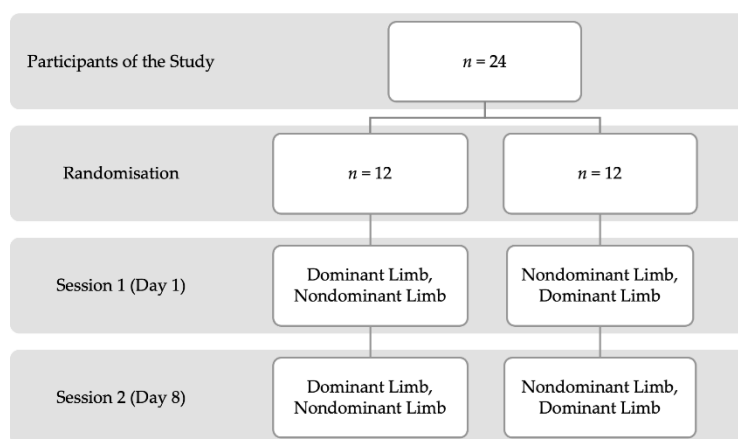 Participants of the Study
n = 24
Randomisation
n = 12
n = 12
Session 1 (Day 1)
Dominant Limb,
Nondominant Limb
Nondominant Limb,
Dominant Limb
Session 2 (Day 8)
Dominant Limb,
Nondominant Limb
Nondominant Limb,
Dominant Limb